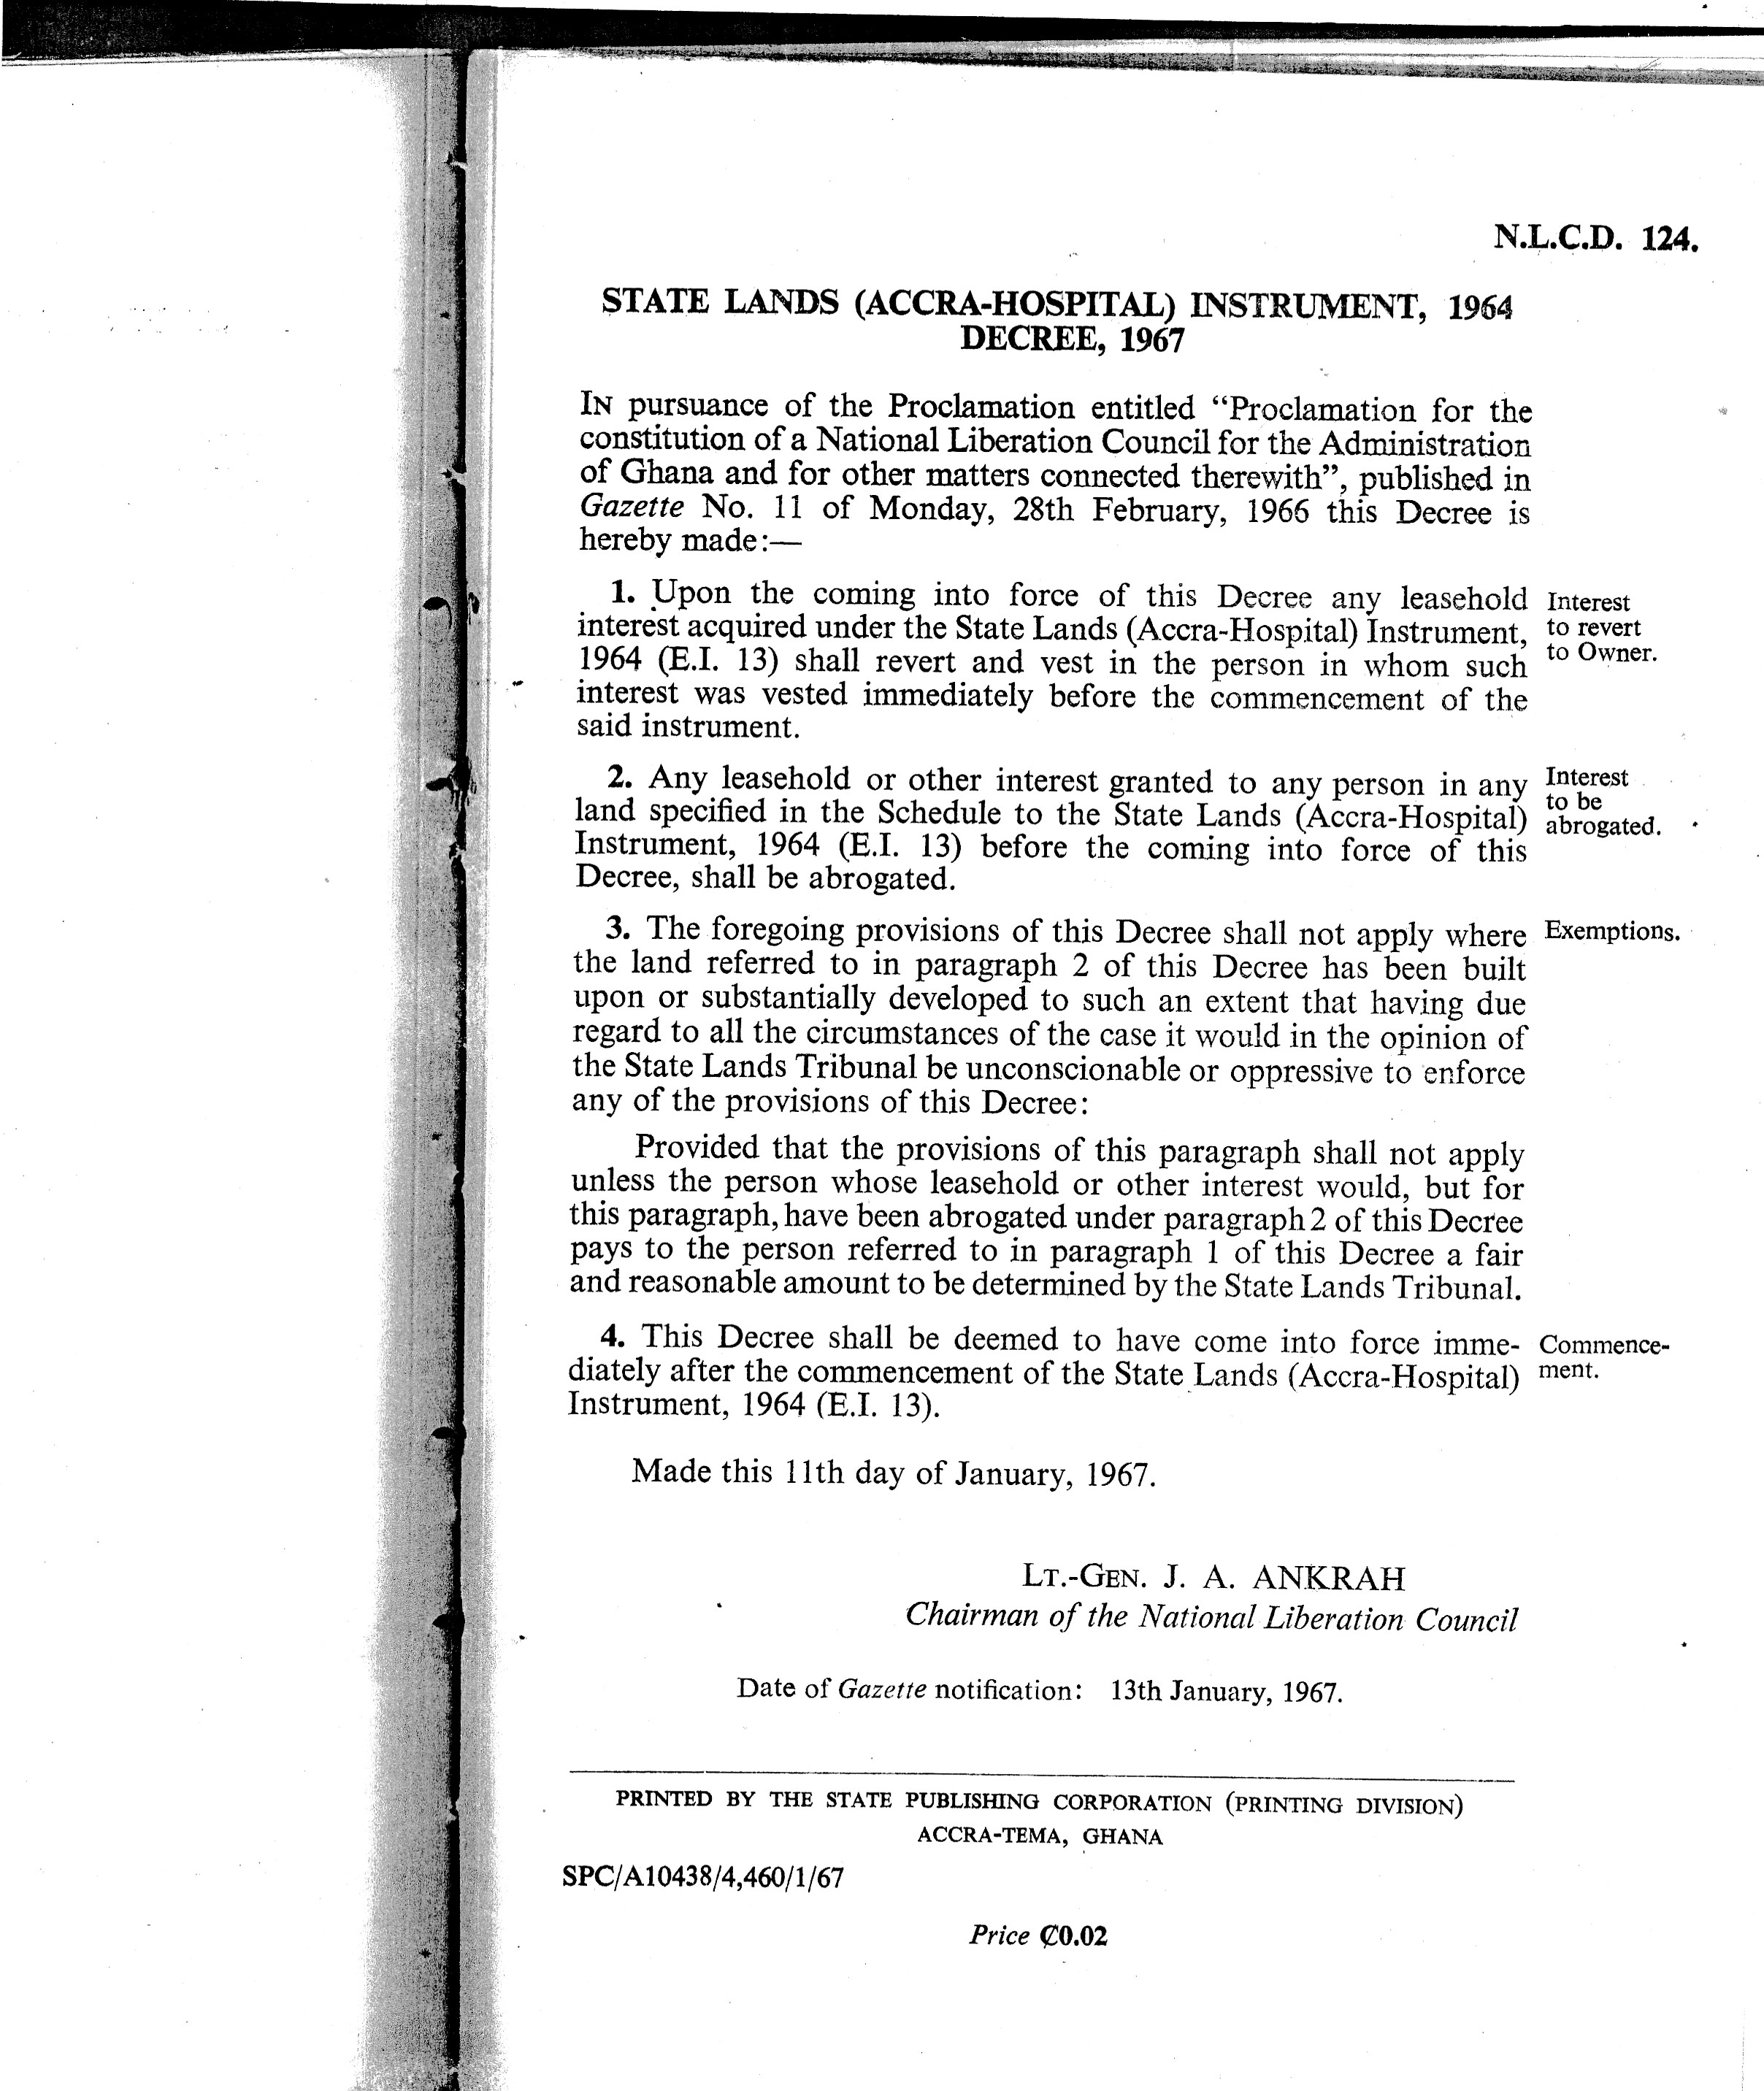 N.L.C.D. 124.
STATE LANDS (ACCRA-HOSPITAL) INSTRUMENT, 1964
DECREE, 1967
IN pursuance of the Proclamation entitled “Proclamation for the
constitution of a National Liberation Council for the Administration
of Ghana and for other matters connected therewith”, published in
Gazette No. 11 of Monday, 28th February, 1966 this Decree is
hereby made:—
1. Upon the coming into force of this Decree any leasehold
interest acquired under the State Lands (Accra-Hospital) Instrument,
1964 (E.I. 13) shall revert and vest in the person in whom such
interest was vested immediately before the commencement of the
said instrument.
Interest
to revert
to Owner.
2. Any leasehold or other interest granted to any person in any
land specified in the Schedule to the State Lands (Accra-Hospital)
Instrument, 1964 (E.I. 13) before the coming into force of this
Decree, shall be abrogated.
Interest
to be
abrogated.
3. The foregoing provisions of this Decree shall not apply where
the land referred to in paragraph 2 of this Decree has been built
upon or substantially developed to such an extent that having due
regard to all the circumstances of the case it would in the opinion of
the State Lands Tribunal be unconscionable or oppressive to enforce
any of the provisions of this Decree:
Exemptions.
Provided that the provisions of this paragraph shall not apply
unless the person whose leasehold or other interest would, but for
this paragraph, have been abrogated under paragraph 2 of this Decree
pays to the person referred to in paragraph 1 of this Decree a fair
and reasonable amount to be determined by the State Lands Tribunal.
4. This Decree shall be deemed to have come into force imme-
diately after the commencement of the State Lands (Accra-Hospital)
Instrument, 1964 (E.I. 13).
Commence-
ment.
Made this 11th day of January, 1967.
LT.-GEN. J. A. ANKRAH
Chairman of the National Liberation Council
Date of Gazette notification: 13th January, 1967.
PRINTED BY THE STATE PUBLISHING CORPORATION (PRINTING DIVISION)
ACCRA-TEMA, GHANA
SPC/A10438/4,460/1/67
Price ₵0.02